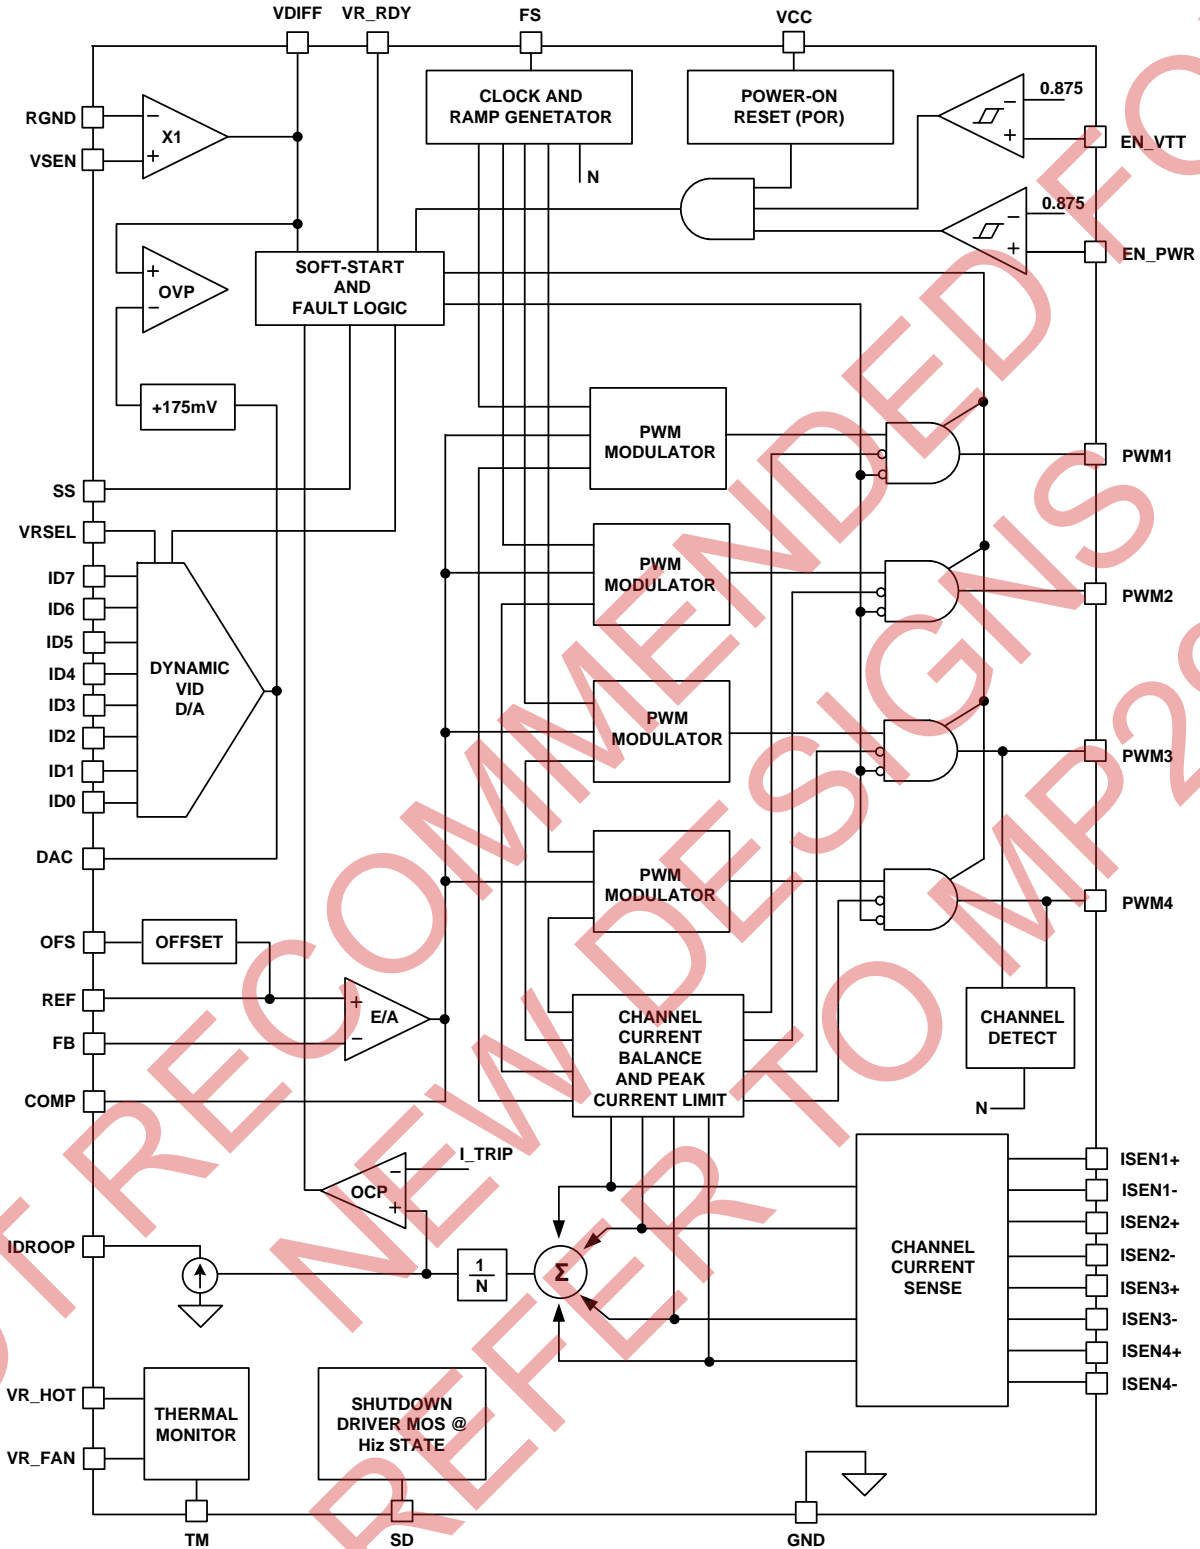 VDIFF VR_RDY FS VCC
RGND
VSEN
X1
CLOCK AND
RAMP GENETATOR
N
POWER-ON
RESET (POR)
0.875
EN_VTT
0.875
EN_PWR
OVP
SOFT-START
AND
FAULT LOGIC
+175mV
PWM
MODULATOR
PWM1
SS
VRSEL
ID7
ID6
ID5
ID4
ID3
ID2
ID1
ID0
DYNAMIC
VID
D/A
PWM
MODULATOR
PWM2
PWM
MODULATOR
PWM3
DAC
PWM
MODULATOR
PWM4
OFS
OFFSET
REF
FB
E/A
COMP
CHANNEL
CURRENT
BALANCE
AND PEAK
CURRENT LIMIT
CHANNEL
DETECT
N
I_TRIP
OCP
IDROOP
1
N
Σ
CHANNEL
CURRENT
SENSE
ISEN1+
ISEN1-
ISEN2+
ISEN2-
ISEN3+
ISEN3-
ISEN4+
ISEN4-
VR_HOT
VR_FAN
THERMAL
MONITOR
SHUTDOWN
DRIVER MOS @
Hiz STATE
TM SD GND
RECOMMENDED
NEW DESIGNS
REFER TO